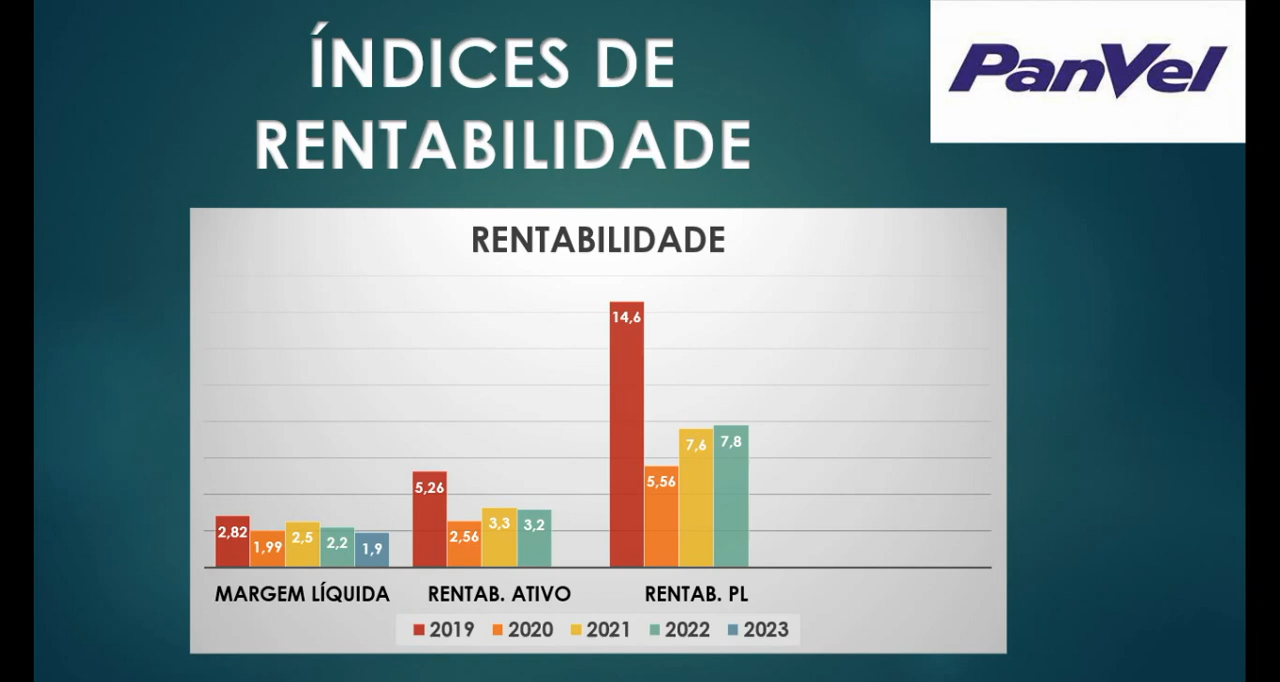 ÍNDICES DE
RENTABILIDADE
PanVel
RENTABILIDADE
14,6
7,6
7,8
5,56
5,26
2,56
3,3
3,2
2,82
1,99
2,5
2,2
1,9
MARGEM LÍQUIDA
RENTAB. ATIVO
RENTAB. PL
2019 2020 2021 2022 2023